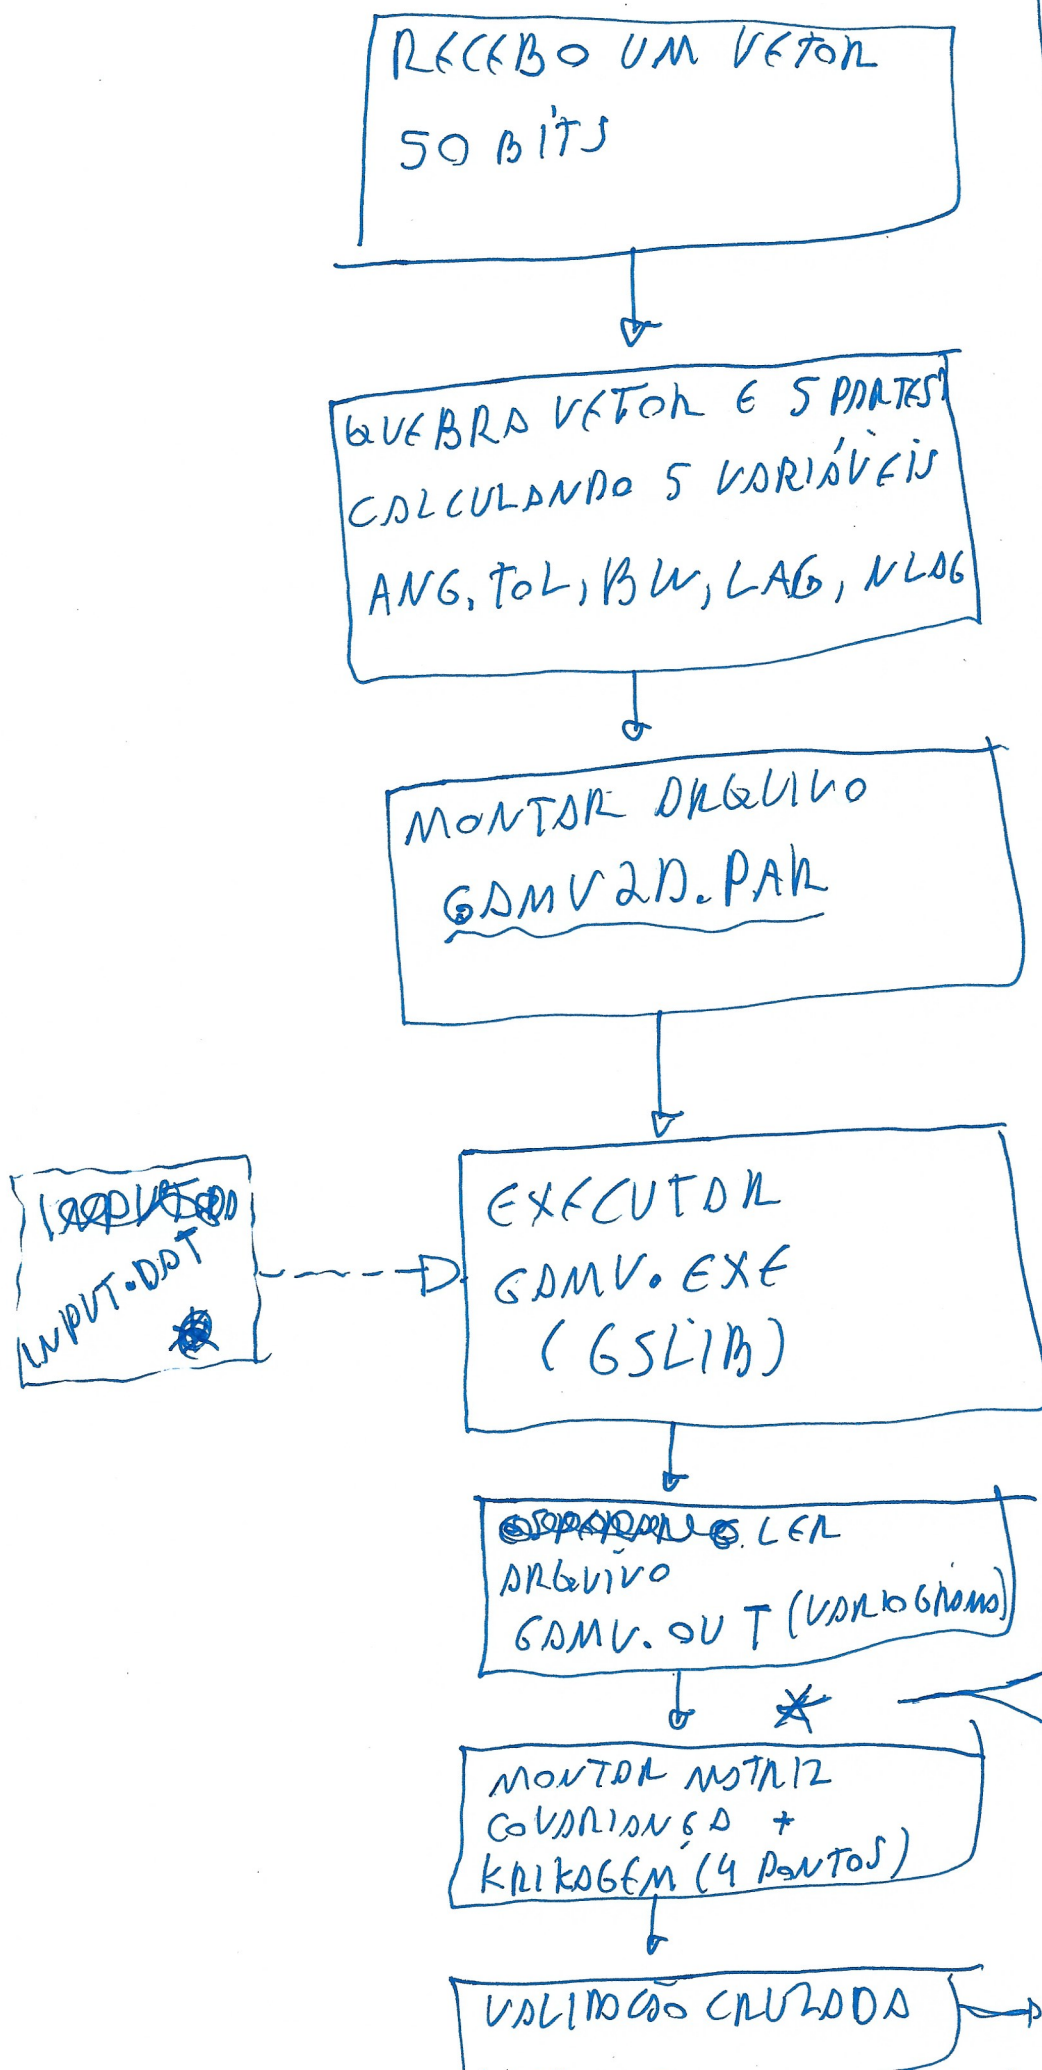 RECEBO UM VETOR
50 BITS
QUEBRA VETOR E 5 PARTES
CALCULANDO 5 VARIÁVEIS
ANG, TOL, BW, LAG, NLAG
MONTAR ARQUIVO
GAMV2D.PAR
INPUT.DAT
EXECUTAR
GAMV.EXE
(GSLIB)
LER
ARQUIVO
GAMV.OUT (VARIOGRAMA)
MONTAR MATRIZ
COVARIANÇA +
KRIKAGEM (4 PONTOS)
VALIDAÇÃO CRUZADA